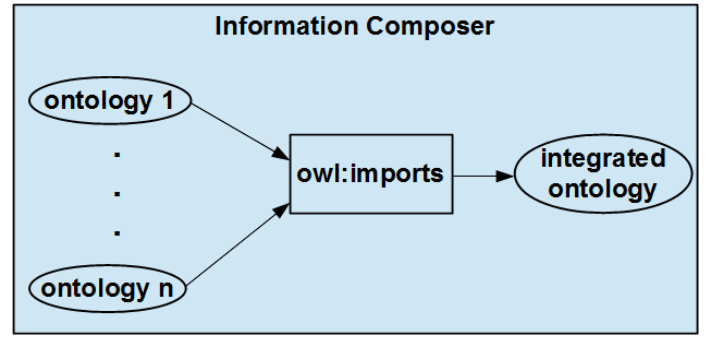 Information Composer
ontology 1
.
.
.
ontology n
owl:imports
integrated
ontology